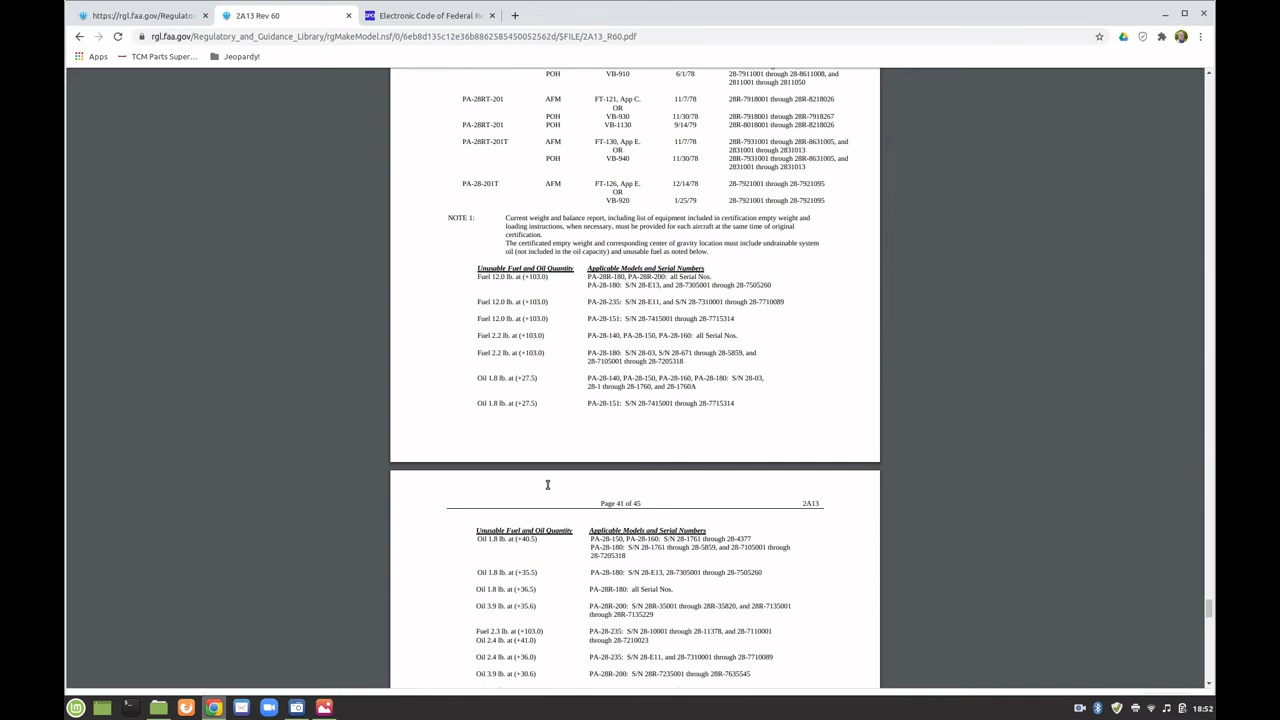 https://rgl.faa.gov/Regulator
2A13 Rev 60
Electronic Code of Federal Re
rgl.faa.gov/Regulatory_and_Guidance_Library/rgMakeModel.nsf/0/6eb8d135c12e36b8862585450052562d/$FILE/2A13_R60.pdf
Apps TCM Parts Super... Jeopardy!
POH VB-910 6/1/78 28-7911001 through 28-8611008, and
2811001 through 2811050
PA-28RT-201 AFM FT-121, App C. 11/7/78 28R-7918001 through 28R-8218026
OR
POH VB-930 11/30/78 28R-7918001 through 28R-7918267
PA-28RT-201 POH VB-1130 9/14/79 28R-8018001 through 28R-8218026
PA-28RT-201T AFM FT-130, App E. 11/7/78 28R-7931001 through 28R-8631005, and
OR 2831001 through 2831013
POH VB-940 11/30/78 28R-7931001 through 28R-8631005, and
2831001 through 2831013
PA-28-201T AFM FT-126, App E. 12/14/78 28-7921001 through 28-7921095
OR
VB-920 1/25/79 28-7921001 through 28-7921095
NOTE 1: Current weight and balance report, including list of equipment included in certification empty weight and
loading instructions, when necessary, must be provided for each aircraft at the same time of original
certification.
The certificated empty weight and corresponding center of gravity location must include undrainable system
oil (not included in the oil capacity) and unusable fuel as noted below.
Unusable Fuel and Oil Quantity Applicable Models and Serial Numbers
Fuel 12.0 lb. at (+103.0) PA-28R-180, PA-28R-200: all Serial Nos.
PA-28-180: S/N 28-E13, and 28-7305001 through 28-7505260
Fuel 12.0 lb. at (+103.0) PA-28-235: S/N 28-E11, and S/N 28-7310001 through 28-7710089
Fuel 12.0 lb. at (+103.0) PA-28-151: S/N 28-7415001 through 28-7715314
Fuel 2.2 lb. at (+103.0) PA-28-140, PA-28-150, PA-28-160: all Serial Nos.
Fuel 2.2 lb. at (+103.0) PA-28-180: S/N 28-03, S/N 28-671 through 28-5859, and
28-7105001 through 28-7205318
Oil 1.8 lb. at (+27.5) PA-28-140, PA-28-150, PA-28-160, PA-28-180: S/N 28-03,
28-1 through 28-1760, and 28-1760A
Oil 1.8 lb. at (+27.5) PA-28-151: S/N 28-7415001 through 28-7715314
Page 41 of 45 2A13
Unusable Fuel and Oil Quantity Applicable Models and Serial Numbers
Oil 1.8 lb. at (+40.5) PA-28-150, PA-28-160: S/N 28-1761 through 28-4377
PA-28-180: S/N 28-1761 through 28-5859, and 28-7105001 through
28-7205318
Oil 1.8 lb. at (+35.5) PA-28-180: S/N 28-E13, 28-7305001 through 28-7505260
Oil 1.8 lb. at (+36.5) PA-28R-180: all Serial Nos.
Oil 3.9 lb. at (+35.6) PA-28R-200: S/N 28R-35001 through 28R-35820, and 28R-7135001
through 28R-7135229
Fuel 2.3 lb. at (+103.0) PA-28-235: S/N 28-10001 through 28-11378, and 28-7110001
Oil 2.4 lb. at (+41.0) through 28-7210023
Oil 2.4 lb. at (+36.0) PA-28-235: S/N 28-E11, and 28-7310001 through 28-7710089
Oil 3.9 lb. at (+30.6) PA-28R-200: S/N 28R-7235001 through 28R-7635545
18:52